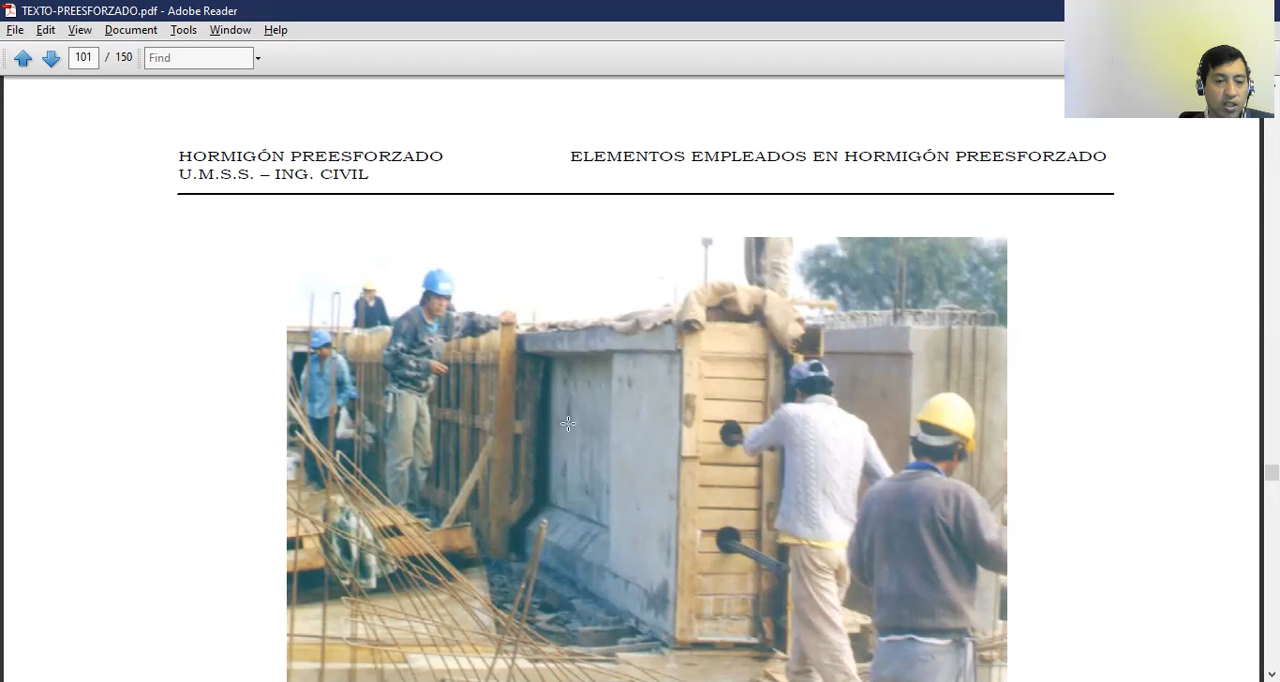 TEXTO-PREESFORZADO.pdf - Adobe Reader
File Edit View Document Tools Window Help
101 / 150 Find
HORMIGÓN PREESFORZADO ELEMENTOS EMPLEADOS EN HORMIGÓN PREESFORZADO
U.M.S.S. – ING. CIVIL